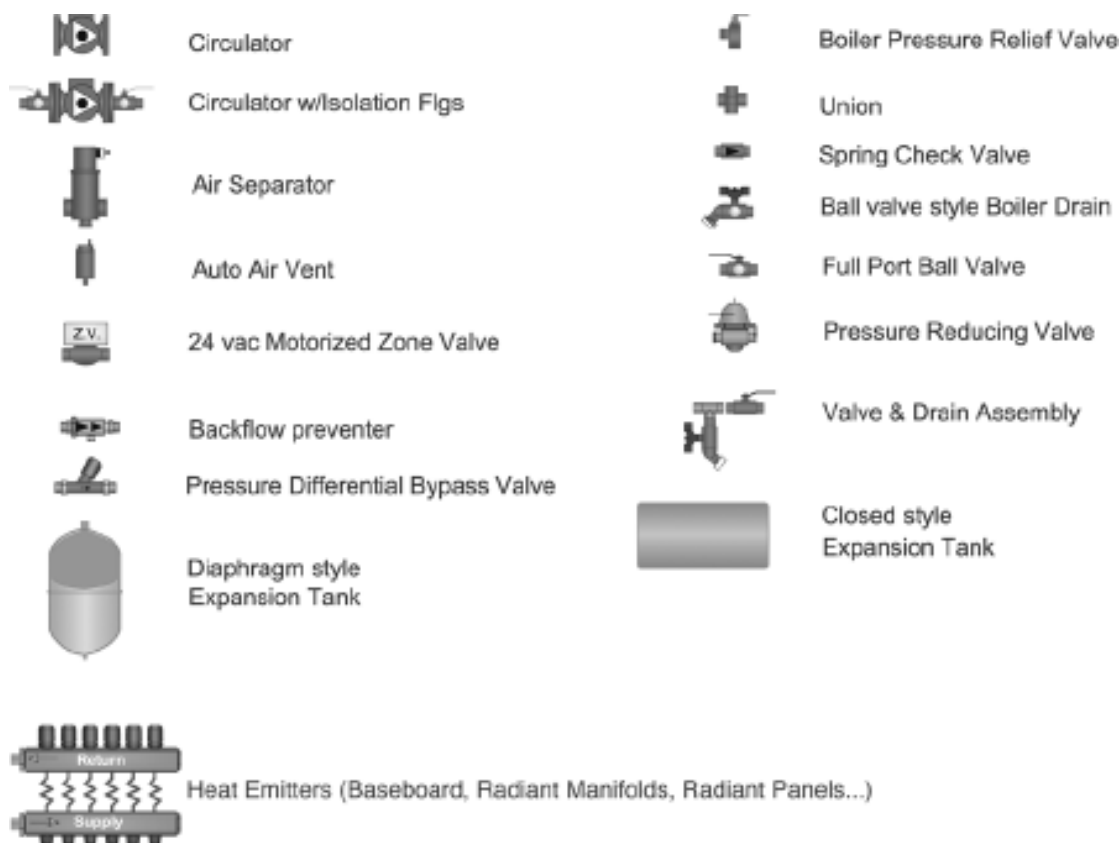 Circulator
Circulator w/Isolation Flgs
Air Separator
Auto Air Vent
Z.V.
24 vac Motorized Zone Valve
Backflow preventer
Pressure Differential Bypass Valve
Diaphragm style
Expansion Tank
Boiler Pressure Relief Valve
Union
Spring Check Valve
Ball valve style Boiler Drain
Full Port Ball Valve
Pressure Reducing Valve
Valve & Drain Assembly
Closed style
Expansion Tank
Return
Heat Emitters (Baseboard, Radiant Manifolds, Radiant Panels...)
Supply